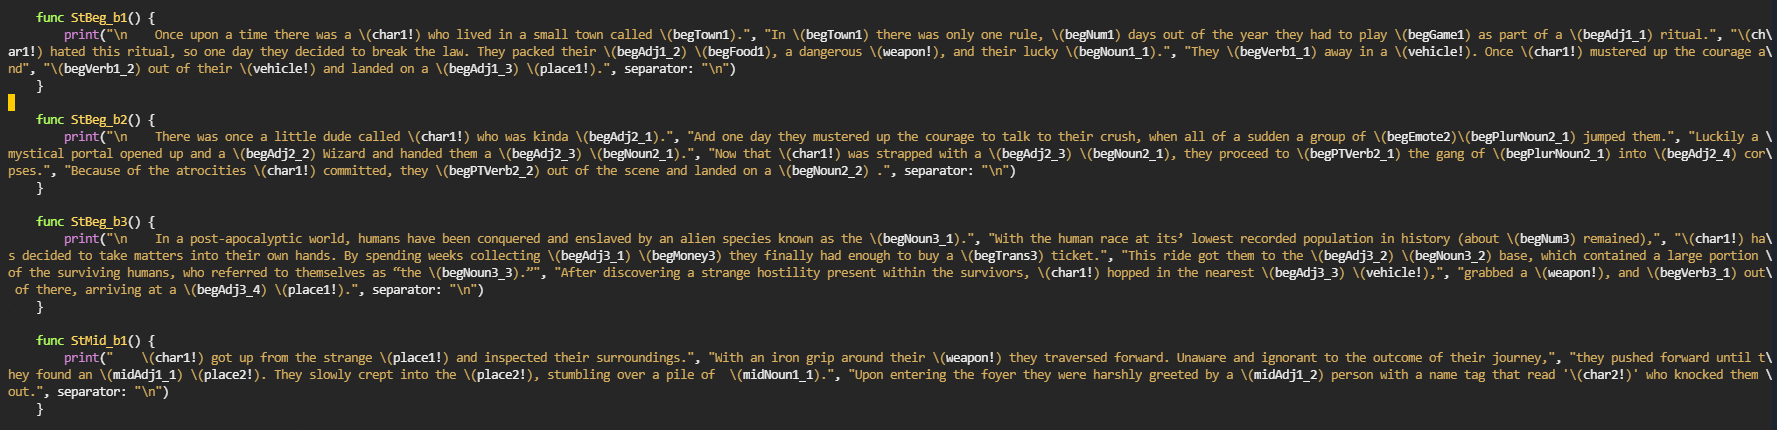 func StBeg_b1() {
print("\n    Once upon a time there was a \(char1!) who lived in a small town called \(begTown1).", "In \(begTown1) there was only one rule, \(begNum1) days out of the year they had to play \(begGame1) as part of a \(begAdj1_1) ritual.", "\(ch\
ar1!) hated this ritual, so one day they decided to break the law. They packed their \(begAdj1_2) \(begFood1), a dangerous \(weapon!), and their lucky \(begNoun1_1).", "They \(begVerb1_1) away in a \(vehicle!). Once \(char1!) mustered up the courage a\
nd", "\(begVerb1_2) out of their \(vehicle!) and landed on a \(begAdj1_3) \(place1!).", separator: "\n")
}
func StBeg_b2() {
print("\n    There was once a little dude called \(char1!) who was kinda \(begAdj2_1).", "And one day they mustered up the courage to talk to their crush, when all of a sudden a group of \(begEmote2)\(begPlurNoun2_1) jumped them.", "Luckily a \
mystical portal opened up and a \(begAdj2_2) Wizard and handed them a \(begAdj2_3) \(begNoun2_1).", "Now that \(char1!) was strapped with a \(begAdj2_3) \(begNoun2_1), they proceed to \(begPTVerb2_1) the gang of \(begPlurNoun2_1) into \(begAdj2_4) cor\
pses.", "Because of the atrocities \(char1!) committed, they \(begPTVerb2_2) out of the scene and landed on a \(begNoun2_2) .", separator: "\n")
}
func StBeg_b3() {
print("\n    In a post-apocalyptic world, humans have been conquered and enslaved by an alien species known as the \(begNoun3_1).", "With the human race at its’ lowest recorded population in history (about \(begNum3) remained),", "\(char1!) ha\
s decided to take matters into their own hands. By spending weeks collecting \(begAdj3_1) \(begMoney3) they finally had enough to buy a \(begTrans3) ticket.", "This ride got them to the \(begAdj3_2) \(begNoun3_2) base, which contained a large portion \
of the surviving humans, who referred to themselves as “the \(begNoun3_3).”", "After discovering a strange hostility present within the survivors, \(char1!) hopped in the nearest \(begAdj3_3) \(vehicle!),", "grabbed a \(weapon!), and \(begVerb3_1) out\
of there, arriving at a \(begAdj3_4) \(place1!).", separator: "\n")
}
func StMid_b1() {
print("    \(char1!) got up from the strange \(place1!) and inspected their surroundings.", "With an iron grip around their \(weapon!) they traversed forward. Unaware and ignorant to the outcome of their journey,", "they pushed forward until t\
hey found an \(midAdj1_1) \(place2!). They slowly crept into the \(place2!), stumbling over a pile of  \(midNoun1_1).", "Upon entering the foyer they were harshly greeted by a \(midAdj1_2) person with a name tag that read '\(char2!)' who knocked them \
out.", separator: "\n")
}